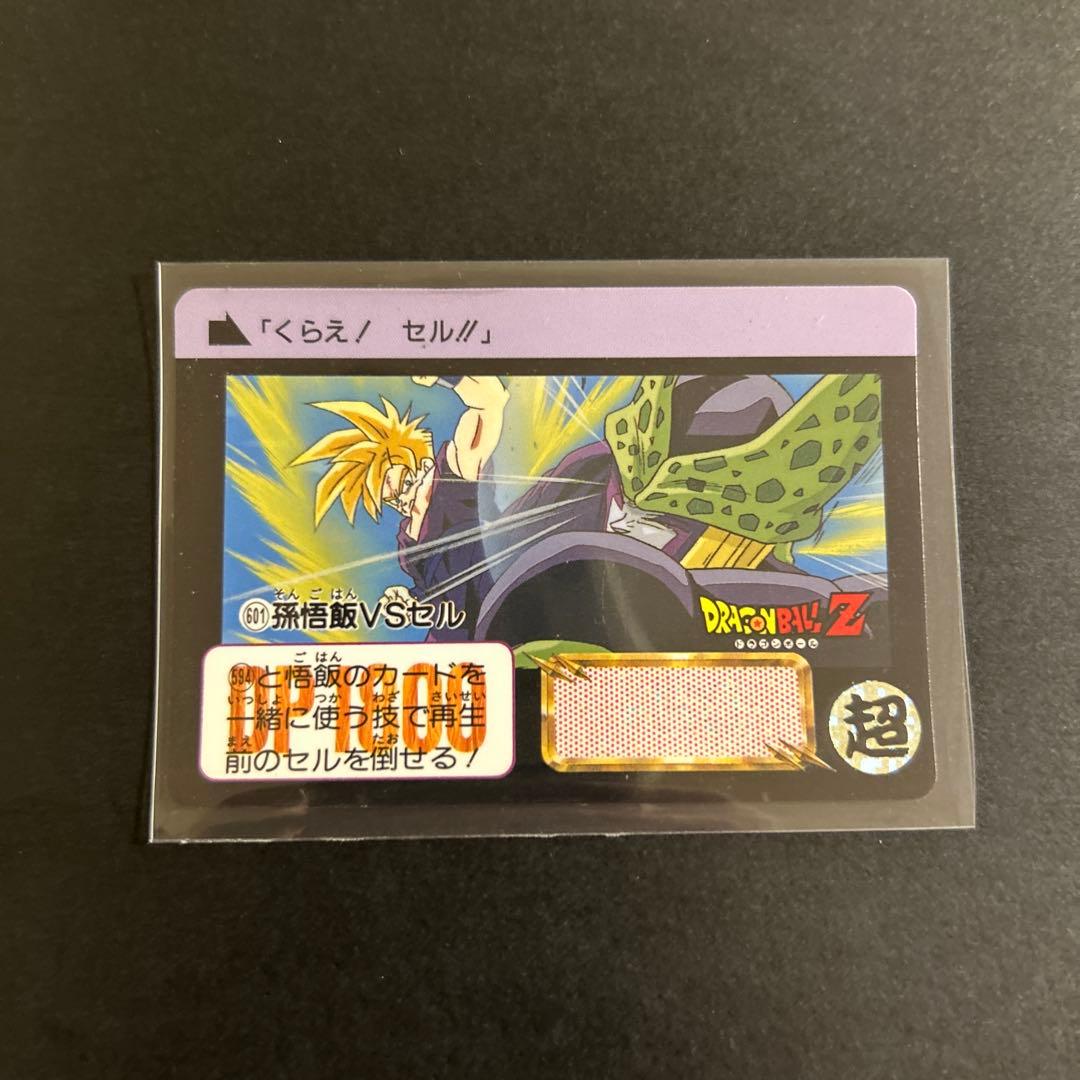 「くらえ！ セル!!」
そんごはん
601 孫悟飯VSセル
DRAGON BALL Z
ドラゴンボール
ごはん
594と悟飯のカードを
いっしょ つか わざ さいせい
一緒に使う技で再生
まえ たお
前のセルを倒せる！
超